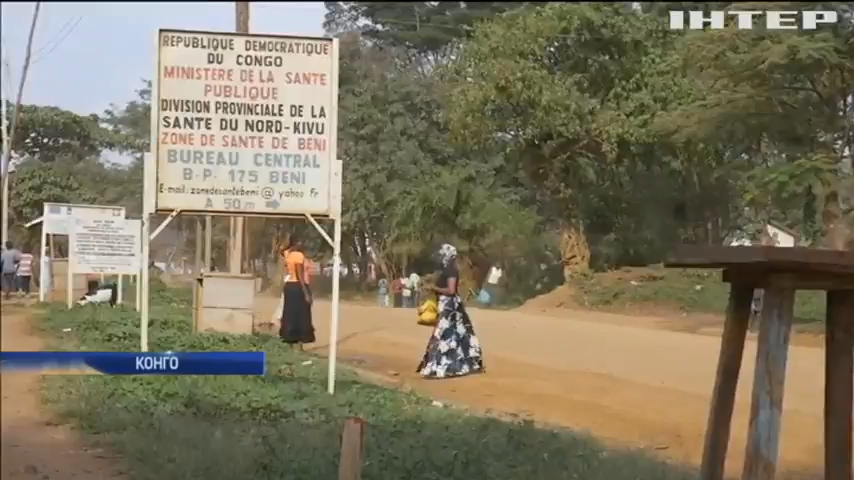 ІНТЕР
REPUBLIQUE DEMOCRATIQUE
DU CONGO
MINISTERE DE LA SANTE
PUBLIQUE
DIVISION PROVINCIALE DE LA
SANTE DU NORD-KIVU
ZONE DE SANTE DE BENI
BUREAU CENTRAL
B.P. 175 BENI
E-mail. zonedesantebeni@yahoo.fr
A 50 m
КОНГО